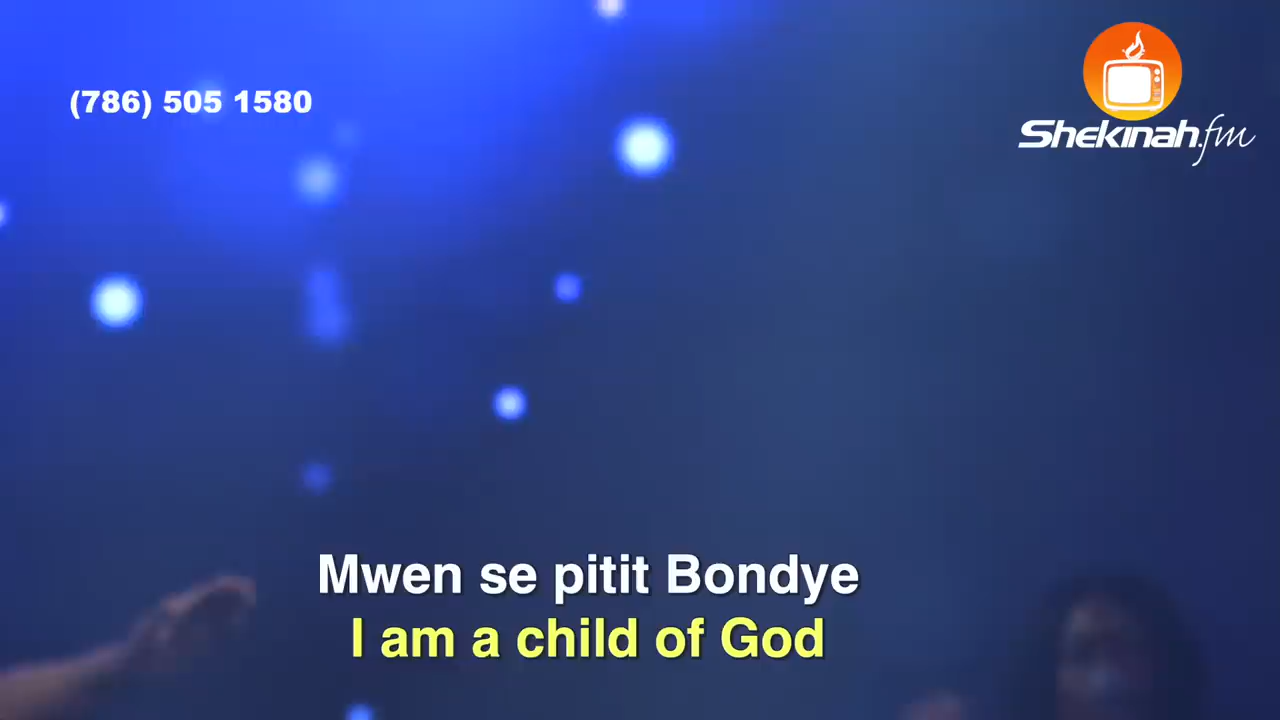 (786) 505 1580
Shekinah.fm
Mwen se pitit Bondye
I am a child of God